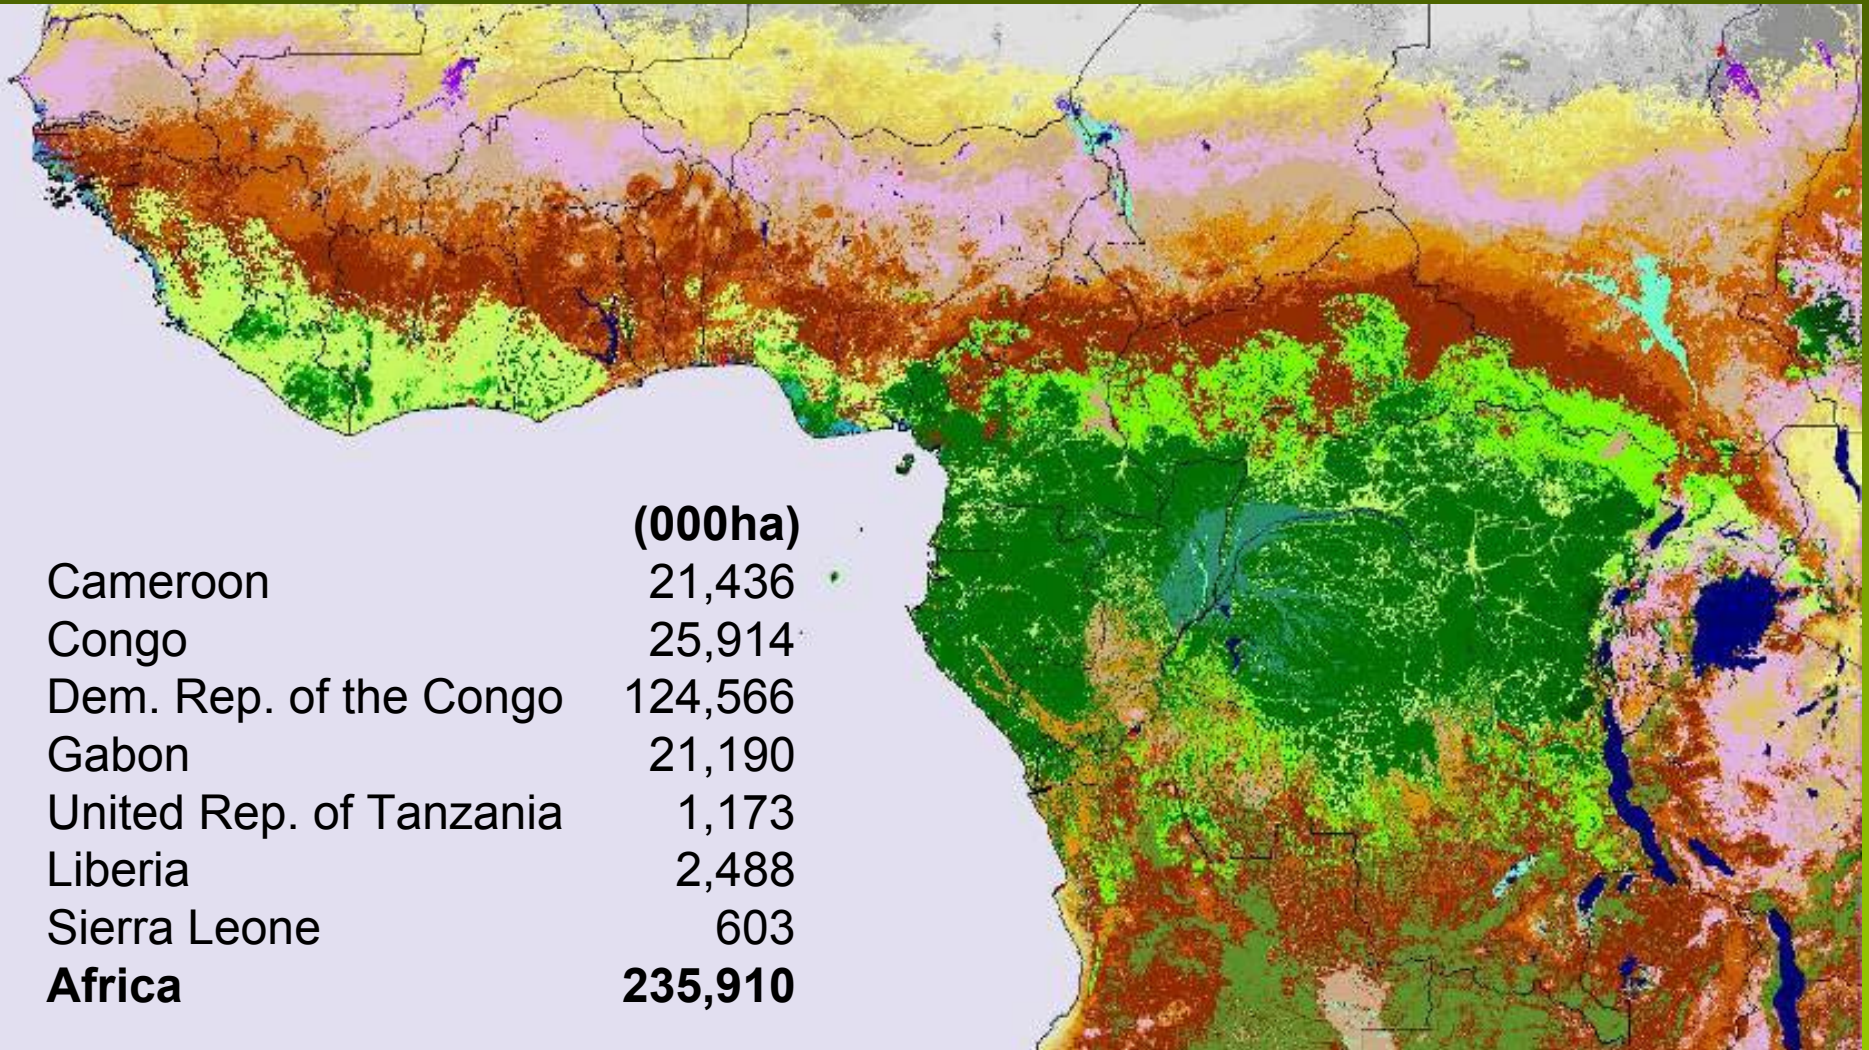 (000ha)
Cameroon 21,436
Congo 25,914
Dem. Rep. of the Congo 124,566
Gabon 21,190
United Rep. of Tanzania 1,173
Liberia 2,488
Sierra Leone 603
Africa 235,910